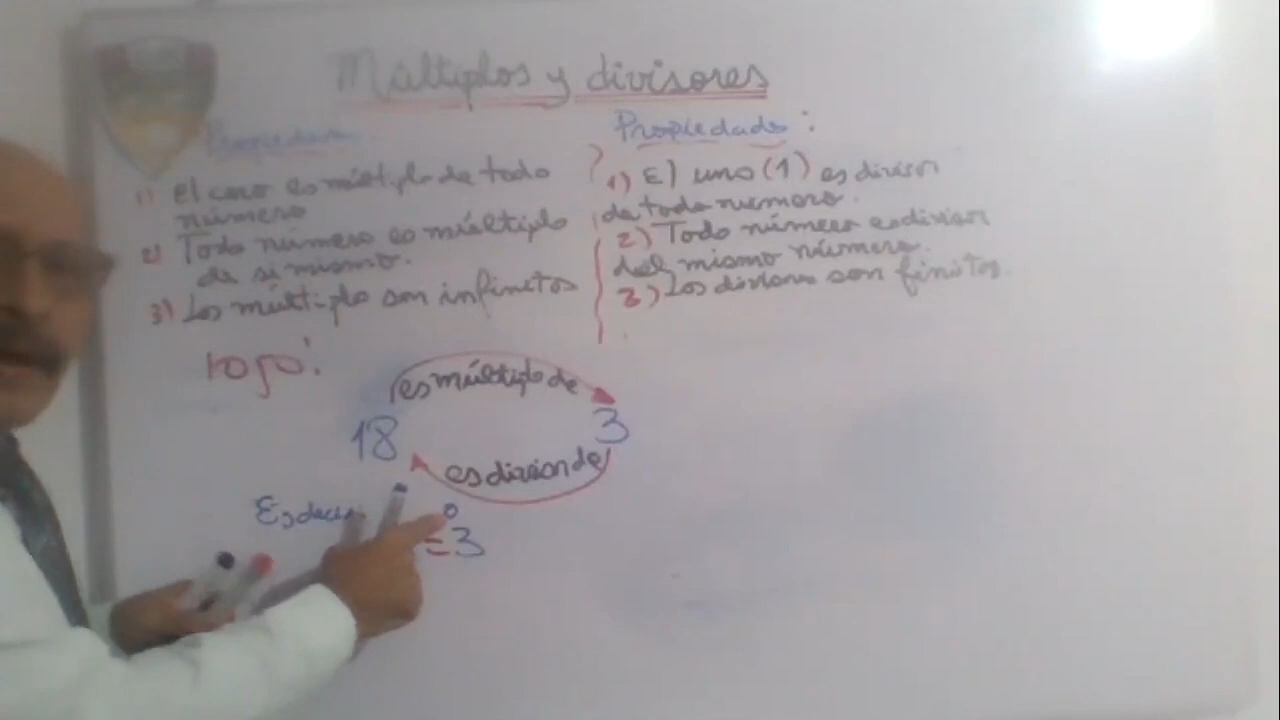 Múltiplos y divisores
Propiedades:
1) El cero es múltiplo de todo
número
2) Todo número es múltiplo
de si mismo.
3) Los múltiplo son infinitos
Propiedades:
1) El uno (1) es divisor
de todo numero.
2) Todo número es divisor
del mismo número.
3) Los divisores son finitos.
es múltiplo de
18 3
es divisor de
Es decir
o
= 3